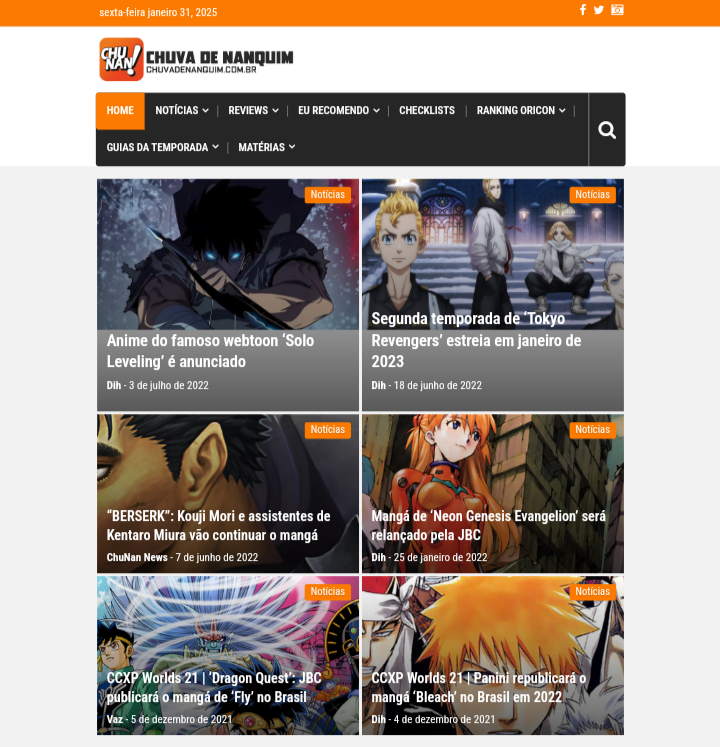 sexta-feira janeiro 31, 2025
CHU NAN!
CHUVA DE NANQUIM
CHUVADENANQUIM.COM.BR
HOME
NOTÍCIAS
REVIEWS
EU RECOMENDO
CHECKLISTS
RANKING ORICON
GUIAS DA TEMPORADA
MATÉRIAS
Notícias
Anime do famoso webtoon ‘Solo
Leveling’ é anunciado
Dih - 3 de julho de 2022
Notícias
Segunda temporada de ‘Tokyo
Revengers’ estreia em janeiro de
2023
Dih - 18 de junho de 2022
Notícias
“BERSERK”: Kouji Mori e assistentes de
Kentaro Miura vão continuar o mangá
ChuNan News - 7 de junho de 2022
Notícias
Mangá de ‘Neon Genesis Evangelion’ será
relançado pela JBC
Dih - 25 de janeiro de 2022
Notícias
CCXP Worlds 21 | ‘Dragon Quest’: JBC
publicará o mangá de ‘Fly’ no Brasil
Vaz - 5 de dezembro de 2021
Notícias
CCXP Worlds 21 | Panini republicará o
mangá ‘Bleach’ no Brasil em 2022
Dih - 4 de dezembro de 2021